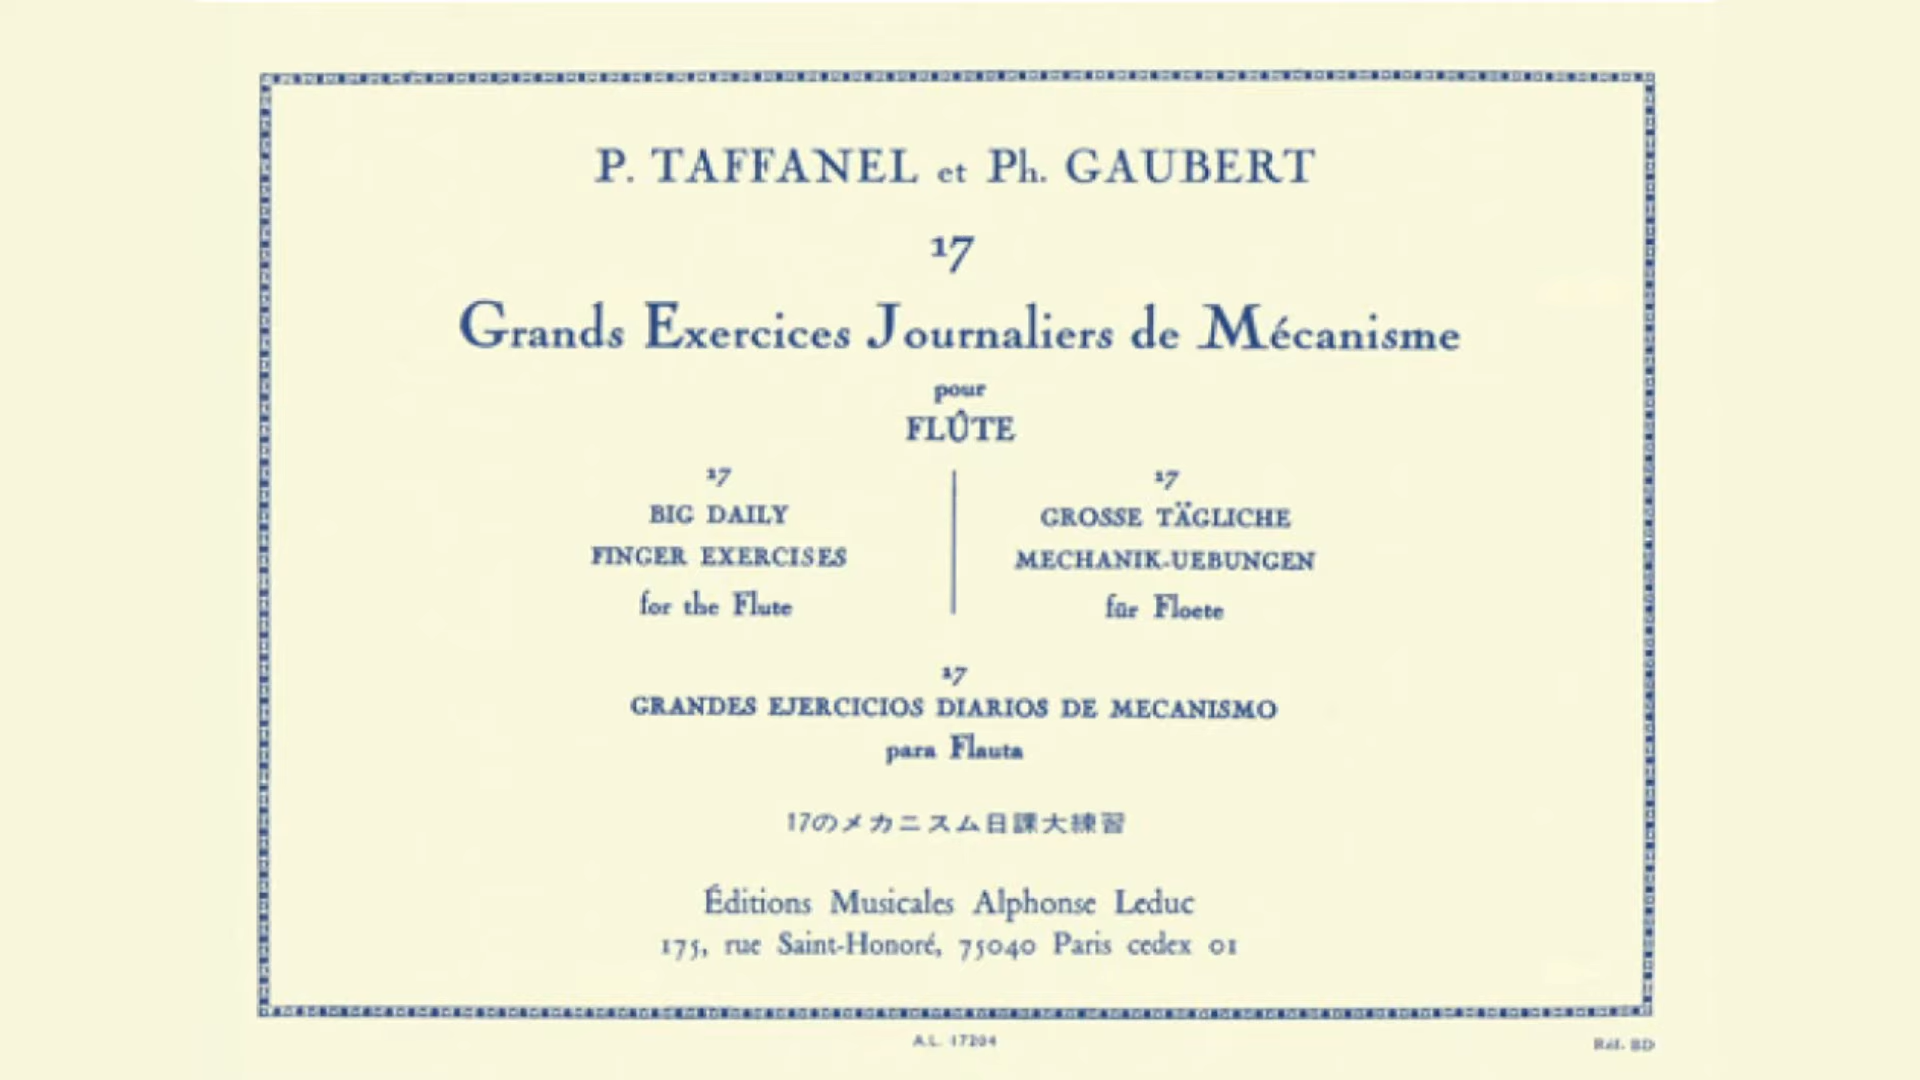 P. TAFFANEL et Ph. GAUBERT
17
Grands Exercices Journaliers de Mécanisme
pour
FLÛTE
17
BIG DAILY
FINGER EXERCISES
for the Flute
17
GROSSE TÄGLICHE
MECHANIK-UEBUNGEN
für Floete
17
GRANDES EJERCICIOS DIARIOS DE MECANISMO
para Flauta
17のメカニスム日課大練習
Éditions Musicales Alphonse Leduc
175, rue Saint-Honoré, 75040 Paris cedex 01
A.L. 17204
Réf. BD